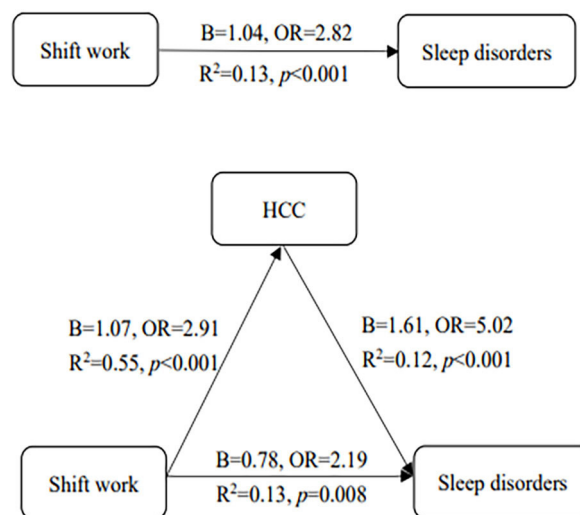 Shift work
B=1.04, OR=2.82
R²=0.13, p<0.001
Sleep disorders
HCC
B=1.07, OR=2.91
R²=0.55, p<0.001
B=1.61, OR=5.02
R²=0.12, p<0.001
Shift work
B=0.78, OR=2.19
R²=0.13, p=0.008
Sleep disorders